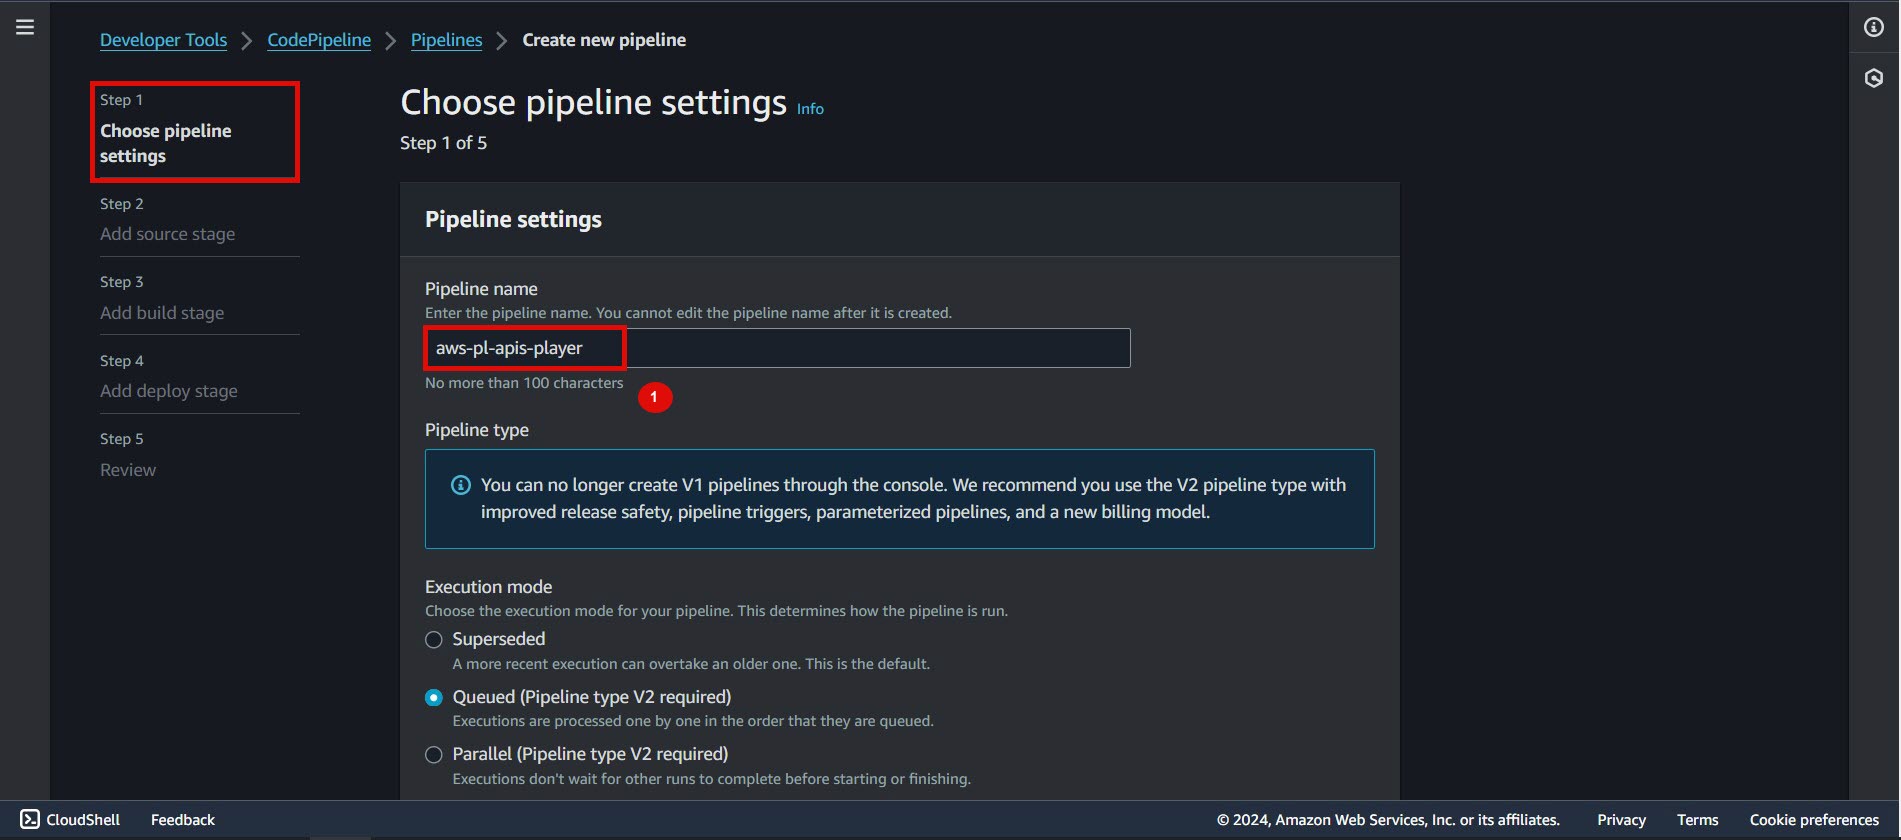 Developer Tools > CodePipeline > Pipelines > Create new pipeline
Step 1
Choose pipeline
settings
Step 2
Add source stage
Step 3
Add build stage
Step 4
Add deploy stage
Step 5
Review
Choose pipeline settings Info
Step 1 of 5
Pipeline settings
Pipeline name
Enter the pipeline name. You cannot edit the pipeline name after it is created.
aws-pl-apis-player
No more than 100 characters
1
Pipeline type
You can no longer create V1 pipelines through the console. We recommend you use the V2 pipeline type with
improved release safety, pipeline triggers, parameterized pipelines, and a new billing model.
Execution mode
Choose the execution mode for your pipeline. This determines how the pipeline is run.
Superseded
A more recent execution can overtake an older one. This is the default.
Queued (Pipeline type V2 required)
Executions are processed one by one in the order that they are queued.
Parallel (Pipeline type V2 required)
Executions don't wait for other runs to complete before starting or finishing.
CloudShell Feedback © 2024, Amazon Web Services, Inc. or its affiliates. Privacy Terms Cookie preferences